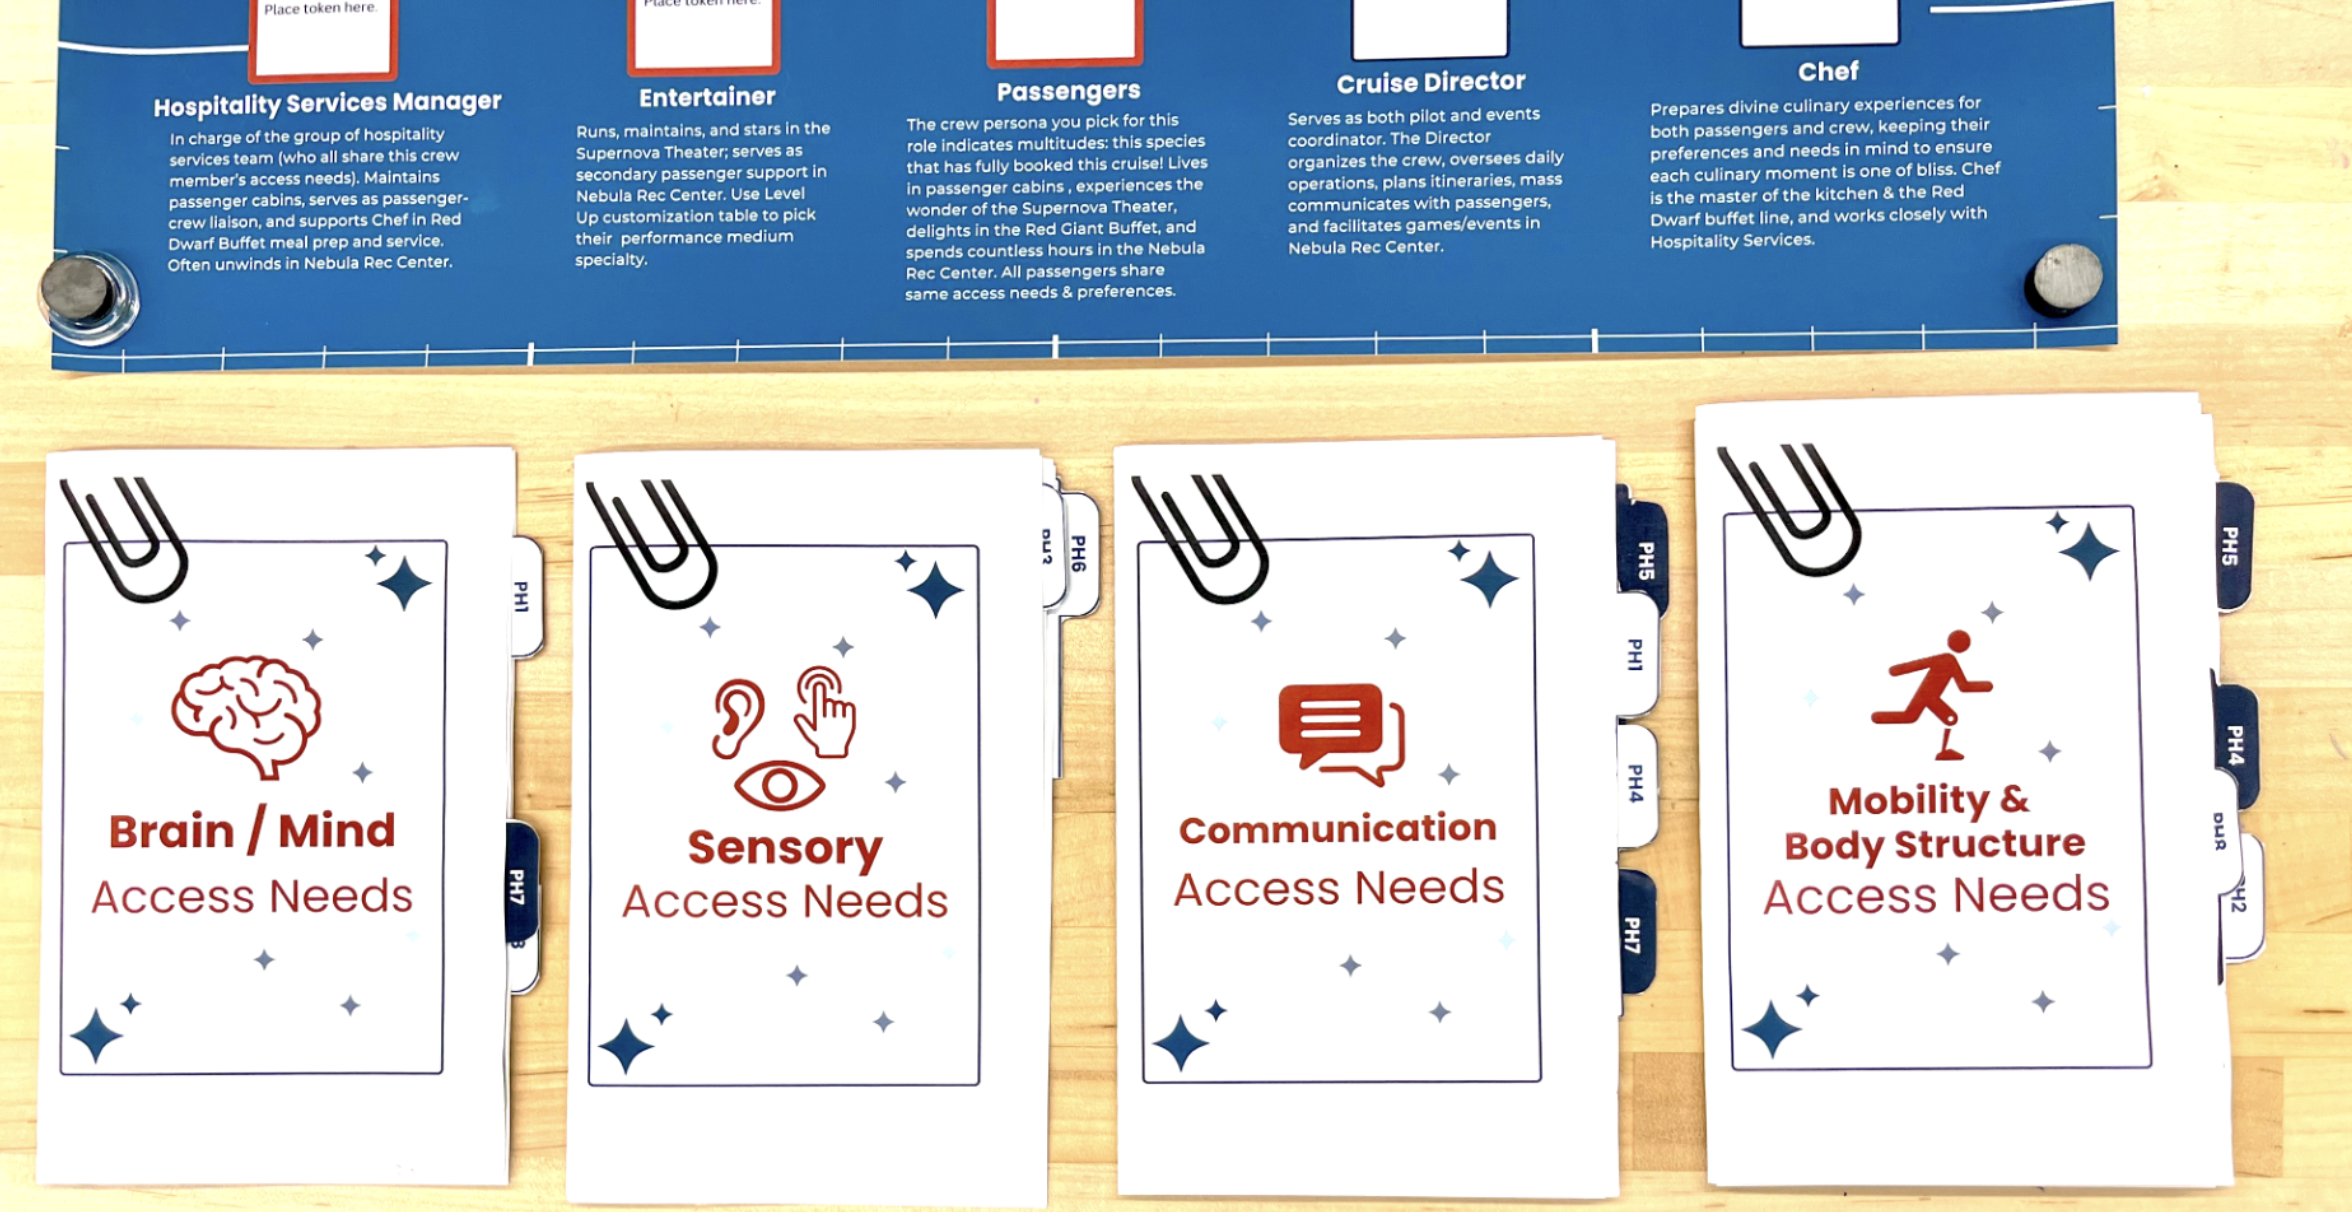 Place token here.
Place token here.
Hospitality Services Manager
In charge of the group of hospitality
services team (who all share this crew
member's access needs). Maintains
passenger cabins, serves as passenger-
crew liaison, and supports Chef in Red
Dwarf Buffet meal prep and service.
Often unwinds in Nebula Rec Center.
Entertainer
Runs, maintains, and stars in the
Supernova Theater; serves as
secondary passenger support in
Nebula Rec Center. Use Level
Up customization table to pick
their performance medium
specialty.
Passengers
The crew persona you pick for this
role indicates multitudes: this species
that has fully booked this cruise! Lives
in passenger cabins , experiences the
wonder of the Supernova Theater,
delights in the Red Giant Buffet, and
spends countless hours in the Nebula
Rec Center. All passengers share
same access needs & preferences.
Cruise Director
Serves as both pilot and events
coordinator. The Director
organizes the crew, oversees daily
operations, plans itineraries, mass
communicates with passengers,
and facilitates games/events in
Nebula Rec Center.
Chef
Prepares divine culinary experiences for
both passengers and crew, keeping their
preferences and needs in mind to ensure
each culinary moment is one of bliss. Chef
is the master of the kitchen & the Red
Dwarf buffet line, and works closely with
Hospitality Services.
Brain / Mind
Access Needs
PH1
PH7
Sensory
Access Needs
PH6
Communication
Access Needs
PH5
PH1
PH4
PH7
Mobility &
Body Structure
Access Needs
PH5
PH4